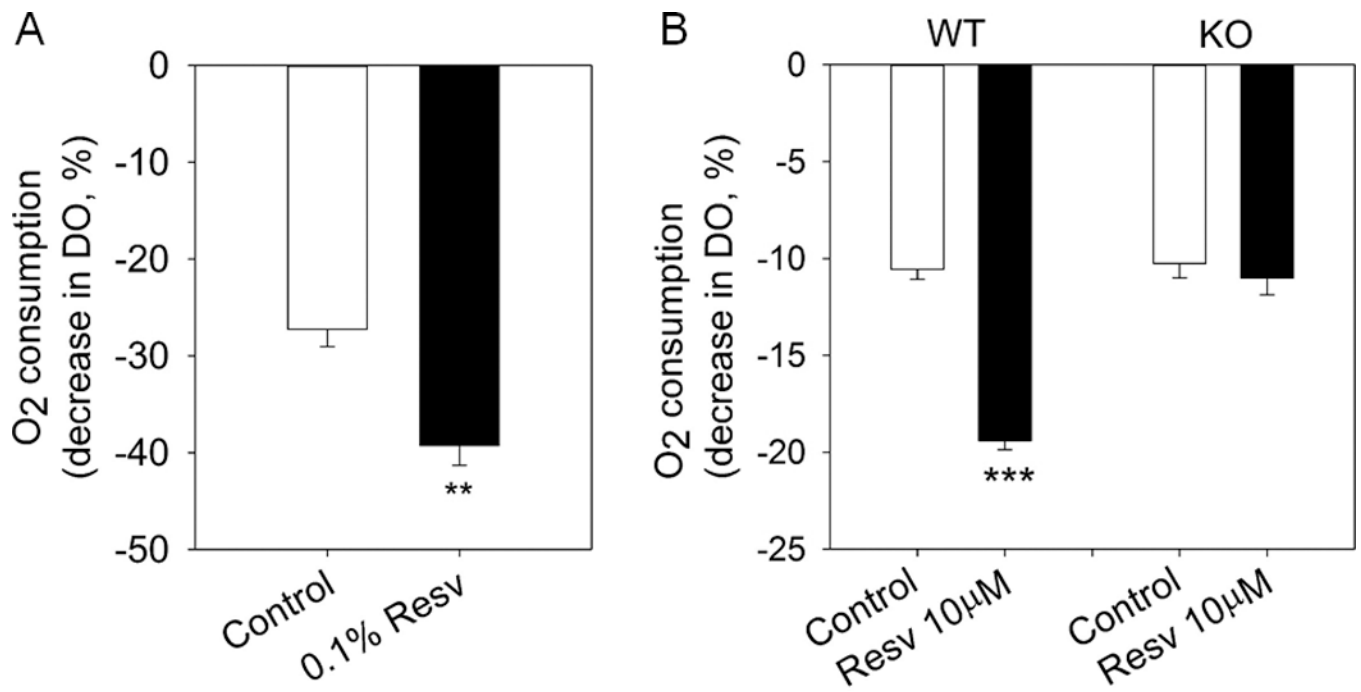 A
0
-10
-20
-30
-40
-50
O2 consumption
(decrease in DO, %)
**
Control
0.1% Resv
B
WT
KO
0
-5
-10
-15
-20
-25
O2 consumption
(decrease in DO, %)
***
Control
Resv 10μM
Control
Resv 10μM